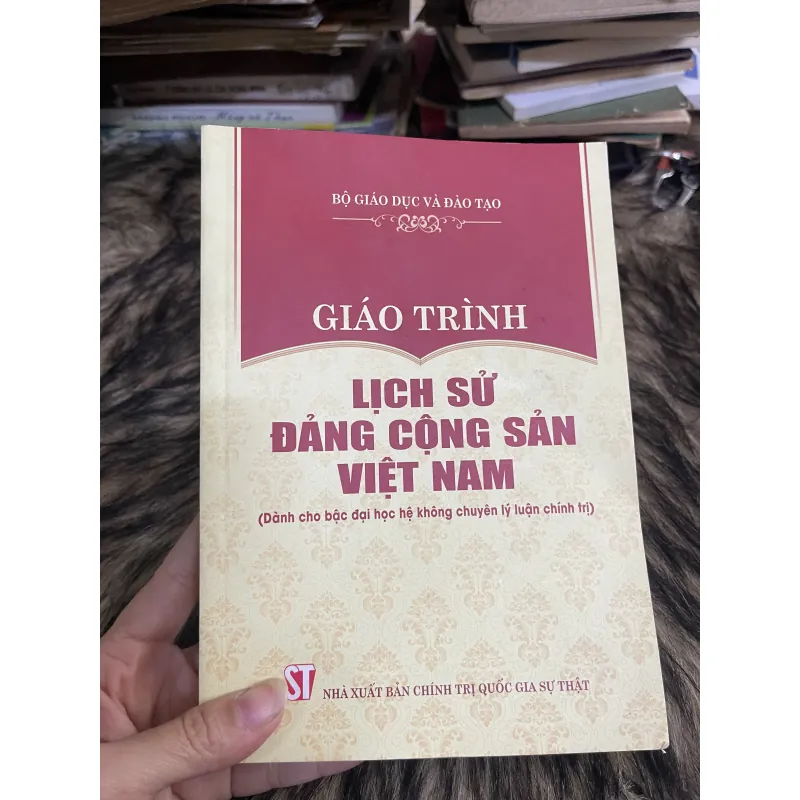 BỘ GIÁO DỤC VÀ ĐÀO TẠO
GIÁO TRÌNH
LỊCH SỬ
ĐẢNG CỘNG SẢN
VIỆT NAM
(Dành cho bậc đại học hệ không chuyên lý luận chính trị)
ST
NHÀ XUẤT BẢN CHÍNH TRỊ QUỐC GIA SỰ THẬT